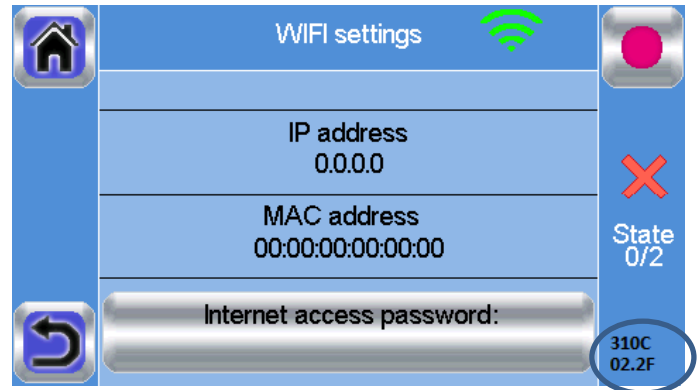 WIFI settings
IP address
0.0.0.0
MAC address
00:00:00:00:00:00
State
0/2
Internet access password:
310C
02.2F